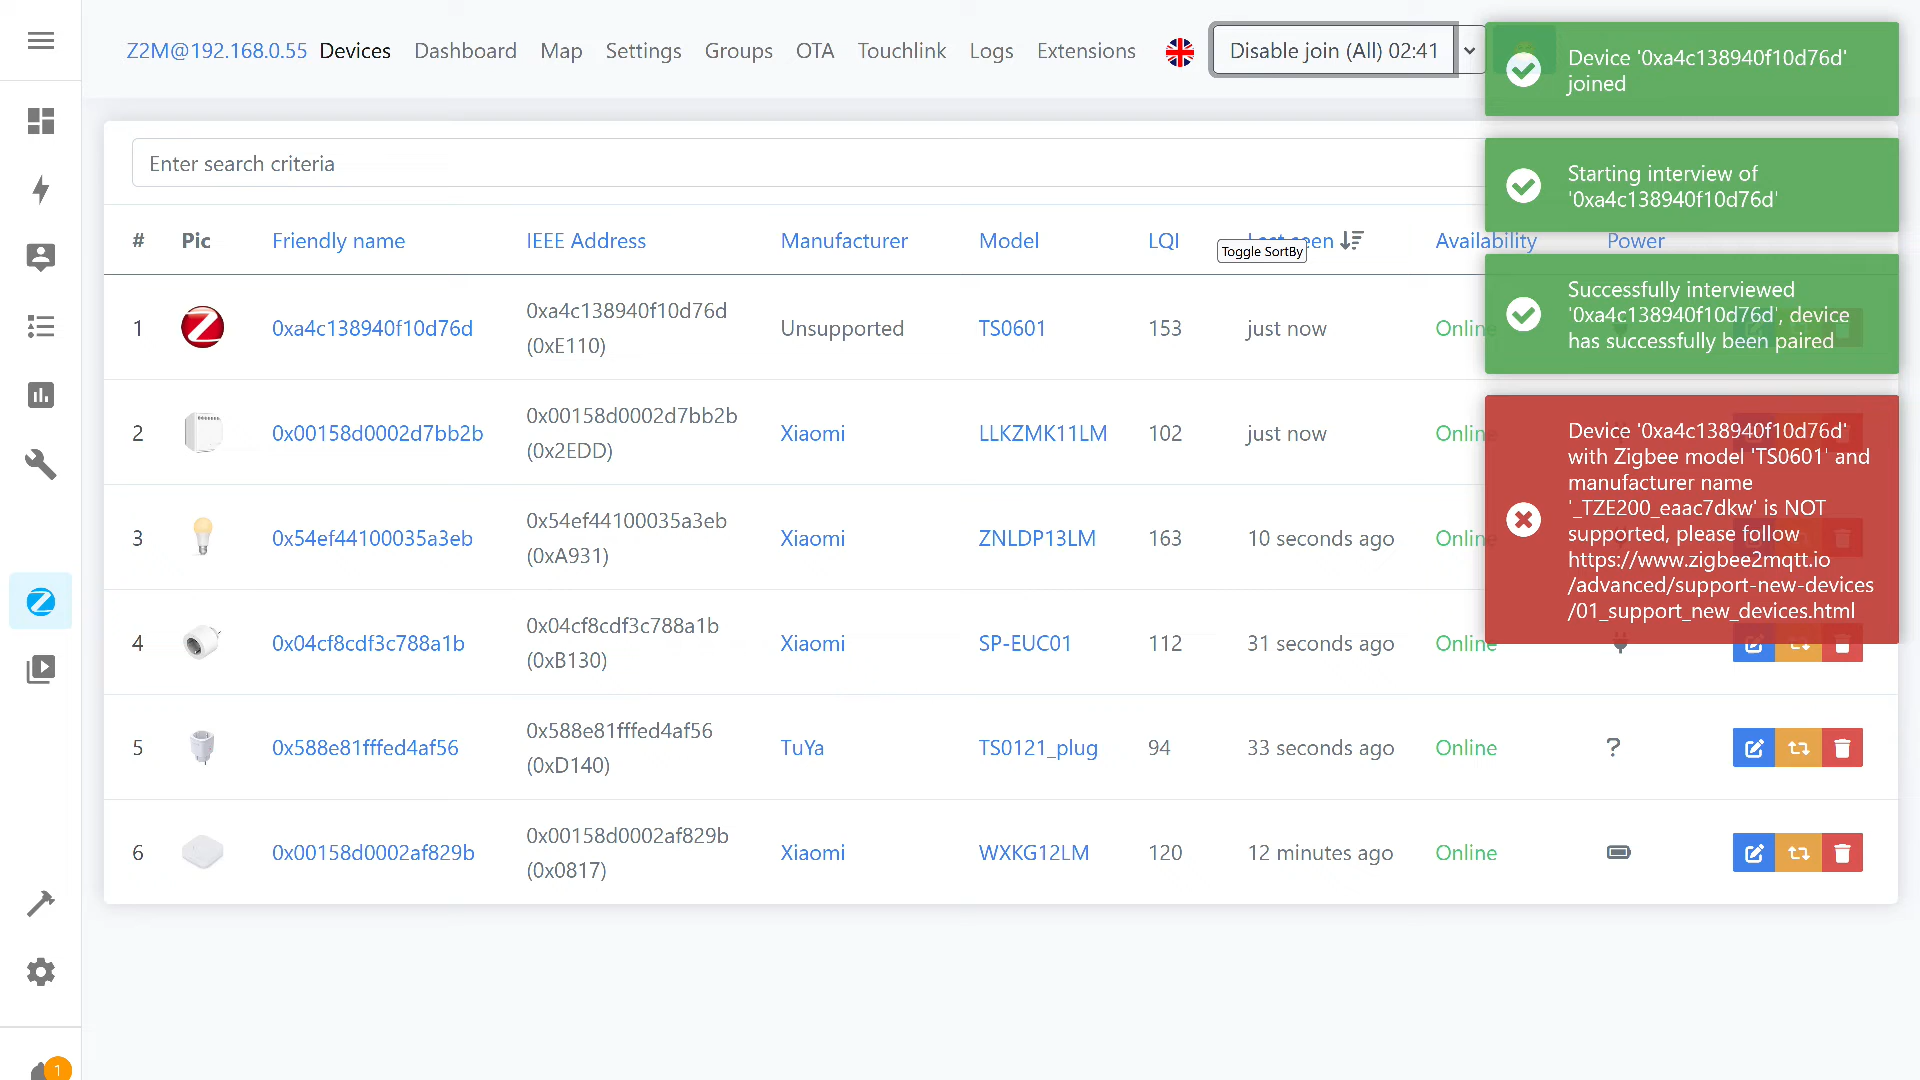 Z2M@192.168.0.55 Devices Dashboard Map Settings Groups OTA Touchlink Logs Extensions Disable join (All) 02:41
Device '0xa4c138940f10d76d'
joined
Enter search criteria
Starting interview of
'0xa4c138940f10d76d'
# Pic Friendly name IEEE Address Manufacturer Model LQI Last seen Availability Power
Toggle SortBy
Successfully interviewed
'0xa4c138940f10d76d', device
has successfully been paired
1 0xa4c138940f10d76d 0xa4c138940f10d76d Unsupported TS0601 153 just now Online
(0xE110)
2 0x00158d0002d7bb2b 0x00158d0002d7bb2b Xiaomi LLKZMK11LM 102 just now Online
(0x2EDD)
Device '0xa4c138940f10d76d'
with Zigbee model 'TS0601' and
manufacturer name
'_TZE200_eaac7dkw' is NOT
supported, please follow
https://www.zigbee2mqtt.io
/advanced/support-new-devices
/01_support_new_devices.html
3 0x54ef44100035a3eb 0x54ef44100035a3eb Xiaomi ZNLDP13LM 163 10 seconds ago Online
(0xA931)
4 0x04cf8cdf3c788a1b 0x04cf8cdf3c788a1b Xiaomi SP-EUC01 112 31 seconds ago Online
(0xB130)
5 0x588e81fffed4af56 0x588e81fffed4af56 TuYa TS0121_plug 94 33 seconds ago Online ?
(0xD140)
6 0x00158d0002af829b 0x00158d0002af829b Xiaomi WXKG12LM 120 12 minutes ago Online
(0x0817)
1